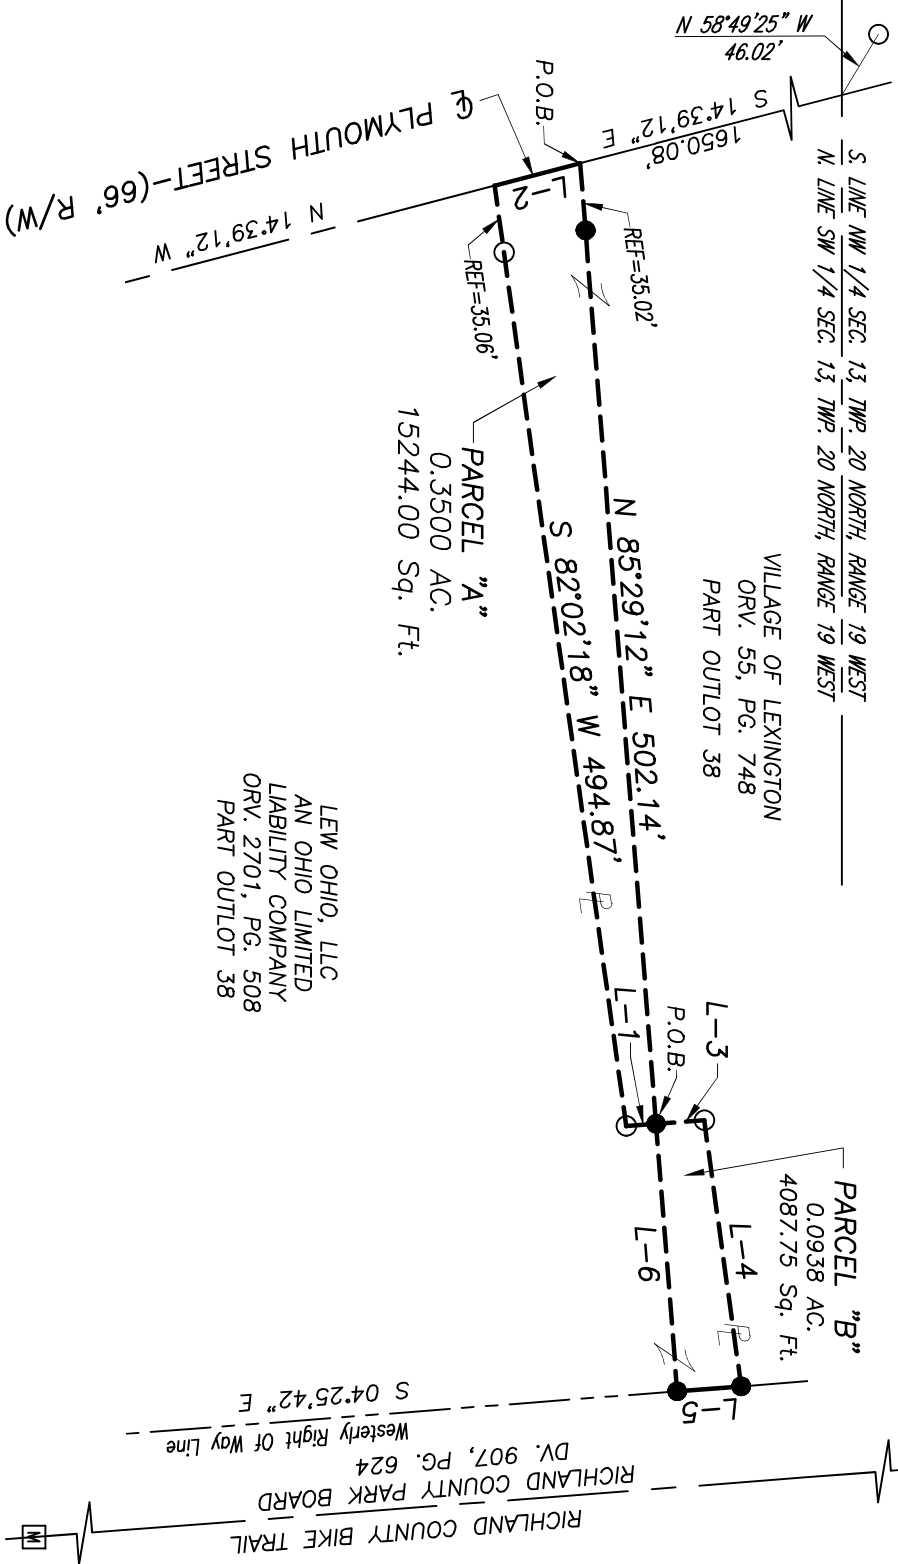 N 58°49'25" W
46.02'
S LINE NW 1/4 SEC. 13, TWP. 20 NORTH, RANGE 19 WEST
N. LINE SW 1/4 SEC. 13, TWP. 20 NORTH, RANGE 19 WEST
S 14°39'12" E
1650.08'
P.O.B.
℄ PLYMOUTH STREET-(66' R/W)
N 14°39'12" W
L-2
REF=35.02'
REF=35.06'
PARCEL "A"
0.3500 AC.
15244.00 Sq. Ft.
N 85°29'12" E 502.14'
S 82°02'18" W 494.87'
VILLAGE OF LEXINGTON
ORV. 55, PG. 748
PART OUTLOT 38
LEW OHIO, LLC
AN OHIO LIMITED
LIABILITY COMPANY
ORV. 2701, PG. 508
PART OUTLOT 38
PL
L-1
P.O.B.
L-3
PARCEL "B"
0.0938 AC.
4087.75 Sq. Ft.
L-4
L-6
PL
L-5
S 04°25'42" E
Westerly Right Of Way Line
DV. 907, PG. 624
RICHLAND COUNTY PARK BOARD
RICHLAND COUNTY BIKE TRAIL
M